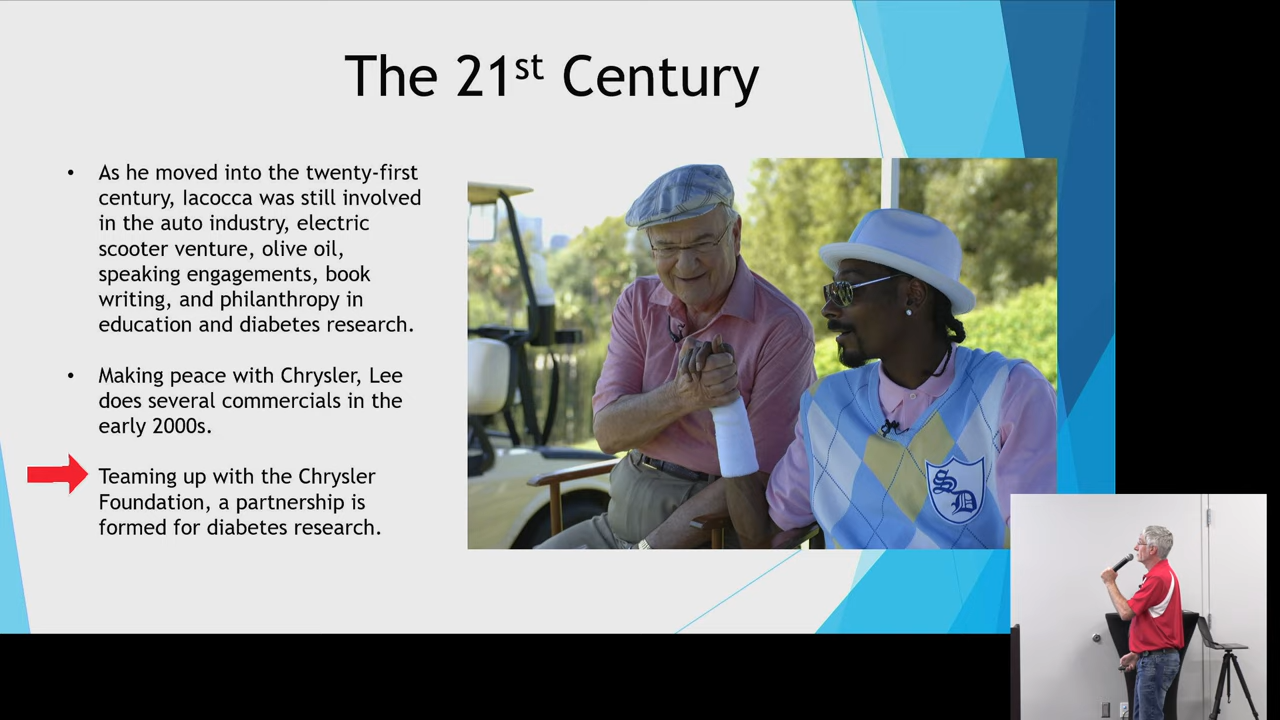 The 21st Century
• As he moved into the twenty-first
century, Iacocca was still involved
in the auto industry, electric
scooter venture, olive oil,
speaking engagements, book
writing, and philanthropy in
education and diabetes research.
• Making peace with Chrysler, Lee
does several commercials in the
early 2000s.
Teaming up with the Chrysler
Foundation, a partnership is
formed for diabetes research.
SD